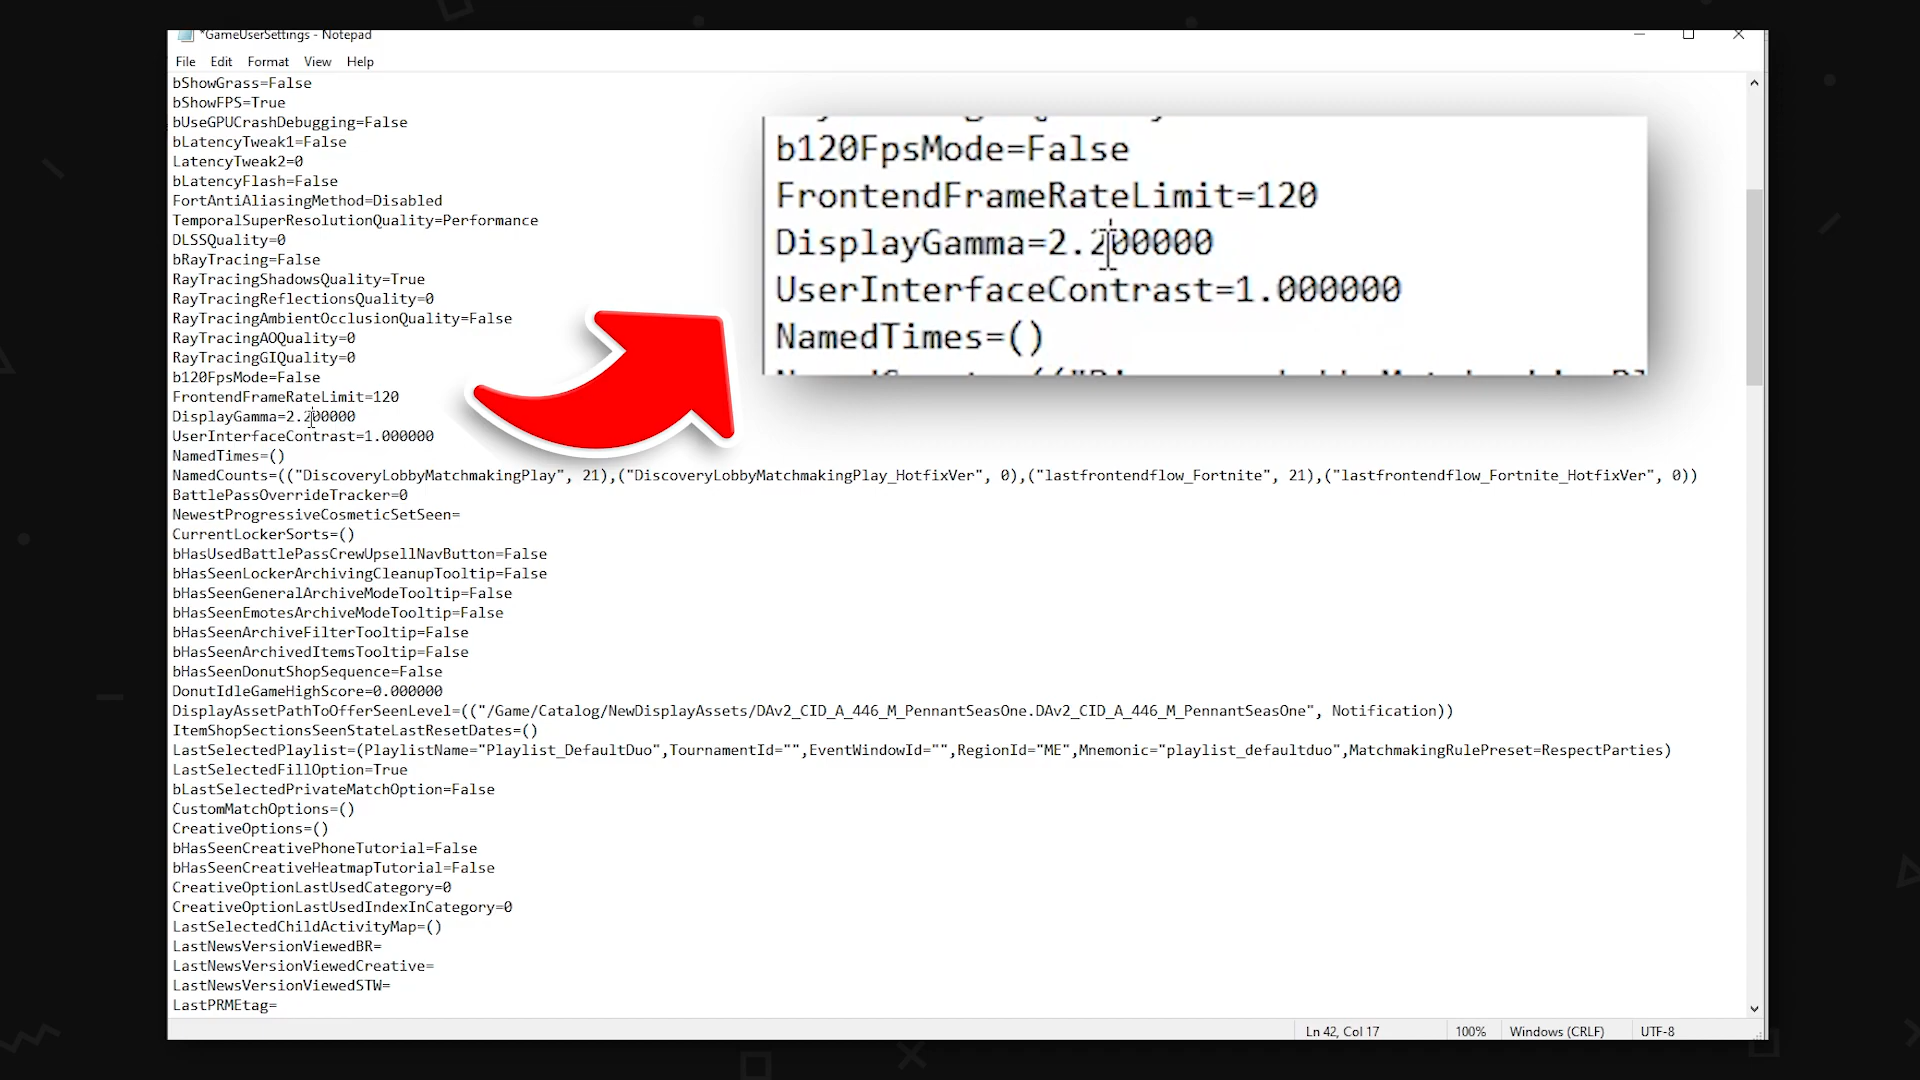 *GameUserSettings - Notepad
File Edit Format View Help
bShowGrass=False
bShowFPS=True
bUseGPUCrashDebugging=False
bLatencyTweak1=False
LatencyTweak2=0
bLatencyFlash=False
FortAntiAliasingMethod=Disabled
TemporalSuperResolutionQuality=Performance
DLSSQuality=0
bRayTracing=False
RayTracingShadowsQuality=True
RayTracingReflectionsQuality=0
RayTracingAmbientOcclusionQuality=False
RayTracingAOQuality=0
RayTracingGIQuality=0
b120FpsMode=False
FrontendFrameRateLimit=120
DisplayGamma=2.200000
UserInterfaceContrast=1.000000
NamedTimes=()
NamedCounts=(("DiscoveryLobbyMatchmakingPlay", 21),("DiscoveryLobbyMatchmakingPlay_HotfixVer", 0),("lastfrontendflow_Fortnite", 21),("lastfrontendflow_Fortnite_HotfixVer", 0))
BattlePassOverrideTracker=0
NewestProgressiveCosmeticSetSeen=
CurrentLockerSorts=()
bHasUsedBattlePassCrewUpsellNavButton=False
bHasSeenLockerArchivingCleanupTooltip=False
bHasSeenGeneralArchiveModeTooltip=False
bHasSeenEmotesArchiveModeTooltip=False
bHasSeenArchiveFilterTooltip=False
bHasSeenArchivedItemsTooltip=False
bHasSeenDonutShopSequence=False
DonutIdleGameHighScore=0.000000
DisplayAssetPathToOfferSeenLevel=(("/Game/Catalog/NewDisplayAssets/DAv2_CID_A_446_M_PennantSeasOne.DAv2_CID_A_446_M_PennantSeasOne", Notification))
ItemShopSectionsSeenStateLastResetDates=()
LastSelectedPlaylist=(PlaylistName="Playlist_DefaultDuo",TournamentId="",EventWindowId="",RegionId="ME",Mnemonic="playlist_defaultduo",MatchmakingRulePreset=RespectParties)
LastSelectedFillOption=True
bLastSelectedPrivateMatchOption=False
CustomMatchOptions=()
CreativeOptions=()
bHasSeenCreativePhoneTutorial=False
bHasSeenCreativeHeatmapTutorial=False
CreativeOptionLastUsedCategory=0
CreativeOptionLastUsedIndexInCategory=0
LastSelectedChildActivityMap=()
LastNewsVersionViewedBR=
LastNewsVersionViewedCreative=
LastNewsVersionViewedSTW=
LastPRMEtag=
b120FpsMode=False
FrontendFrameRateLimit=120
DisplayGamma=2.200000
UserInterfaceContrast=1.000000
NamedTimes=()
Ln 42, Col 17 100% Windows (CRLF) UTF-8